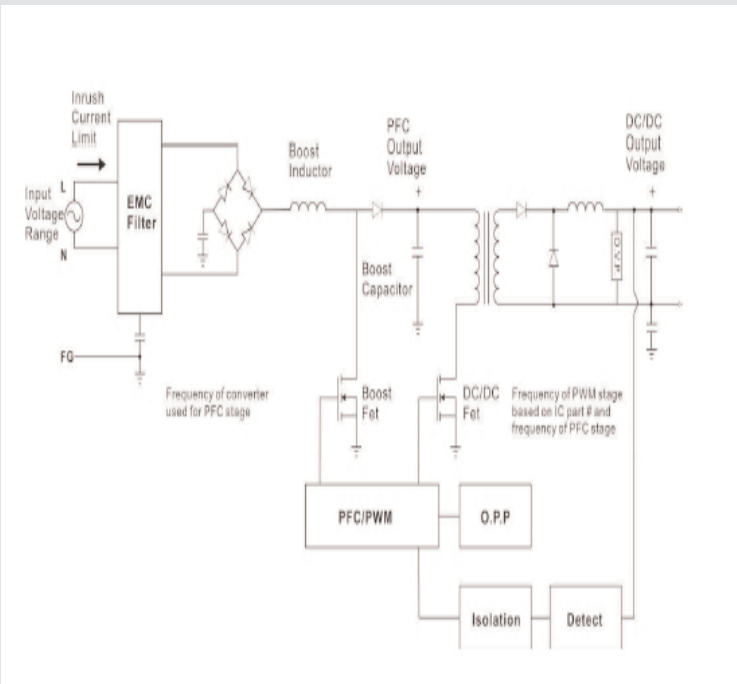 Inrush
Current
Limit
Input
Voltage
Range
L
N
EMC
Filter
FG
Boost
Inductor
PFC
Output
Voltage
+
DC/DC
Output
Voltage
+
Boost
Capacitor
O.V.P
Frequency of converter
used for PFC stage
Boost
Fet
DC/DC
Fet
Frequency of PWM stage
based on IC part # and
frequency of PFC stage
PFC/PWM
O.P.P
Isolation
Detect